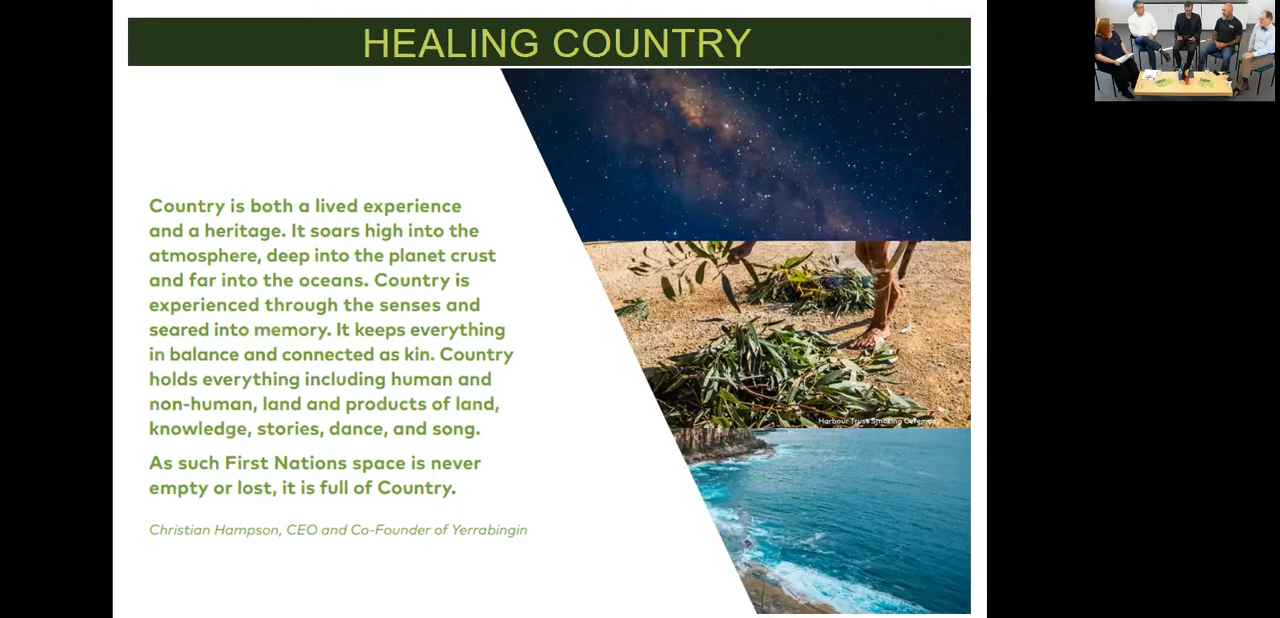 HEALING COUNTRY
Country is both a lived experience
and a heritage. It soars high into the
atmosphere, deep into the planet crust
and far into the oceans. Country is
experienced through the senses and
seared into memory. It keeps everything
in balance and connected as kin. Country
holds everything including human and
non-human, land and products of land,
knowledge, stories, dance, and song.
As such First Nations space is never
empty or lost, it is full of Country.
Christian Hampson, CEO and Co-Founder of Yerrabingin
Harbour Trust Smoking Ceremony